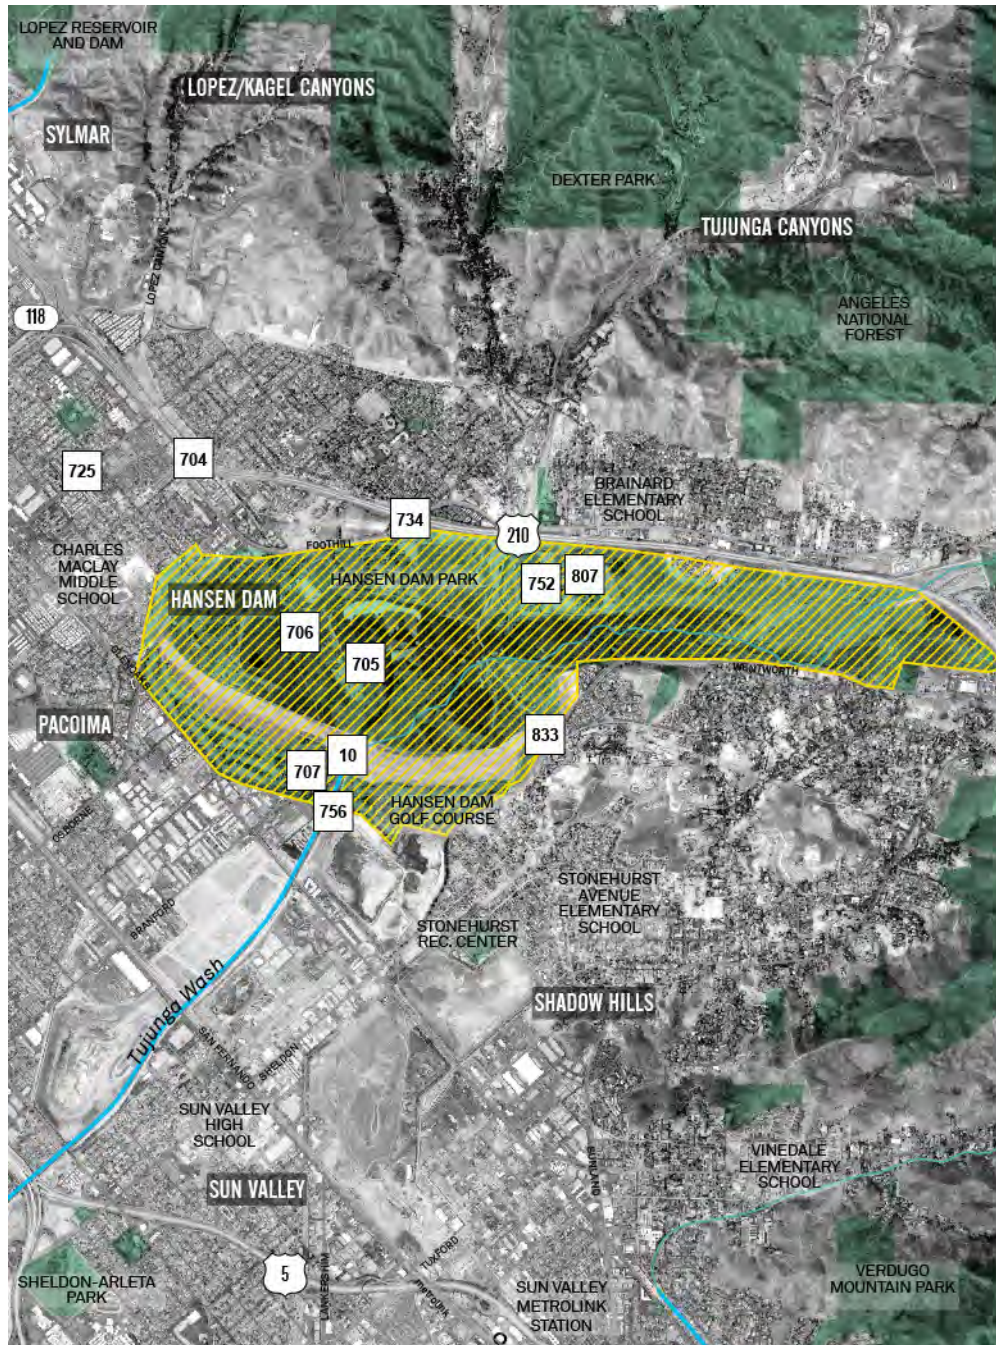 LOPEZ RESERVOIR
AND DAM
LOPEZ/KAGEL CANYONS
SYLMAR
DEXTER PARK
TUJUNGA CANYONS
LOPEZ CANYON
ANGELES
NATIONAL
FOREST
118
704
725
BRAINARD
ELEMENTARY
SCHOOL
734
210
FOOTHILL
CHARLES
MACLAY
MIDDLE
SCHOOL
HANSEN DAM PARK
752
807
HANSEN DAM
706
705
WENTWORTH
GLENOAKS
PACOIMA
833
10
707
756
HANSEN DAM
GOLF COURSE
OSBORNE
STONEHURST
AVENUE
ELEMENTARY
SCHOOL
BRANFORD
STONEHURST
REC. CENTER
Tujunga Wash
SHADOW HILLS
SAN FERNANDO
SHELDON
SUN VALLEY
HIGH
SCHOOL
SUNLAND
VINEDALE
ELEMENTARY
SCHOOL
SUN VALLEY
TUXFORD
5
LANKERSHIM
metrolink
SHELDON-ARLETA
PARK
SUN VALLEY
METROLINK
STATION
VERDUGO
MOUNTAIN PARK